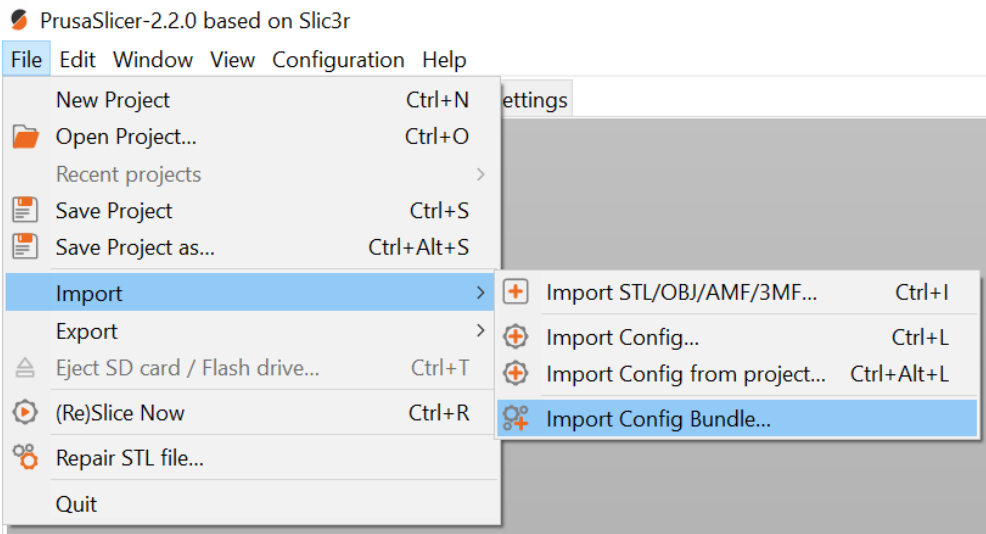 PrusaSlicer-2.2.0 based on Slic3r
File Edit Window View Configuration Help
New Project Ctrl+N
ettings
Open Project... Ctrl+O
Recent projects
Save Project Ctrl+S
Save Project as... Ctrl+Alt+S
Import
Export
Eject SD card / Flash drive... Ctrl+T
(Re)Slice Now Ctrl+R
Repair STL file...
Quit
Import STL/OBJ/AMF/3MF... Ctrl+I
Import Config... Ctrl+L
Import Config from project... Ctrl+Alt+L
Import Config Bundle...